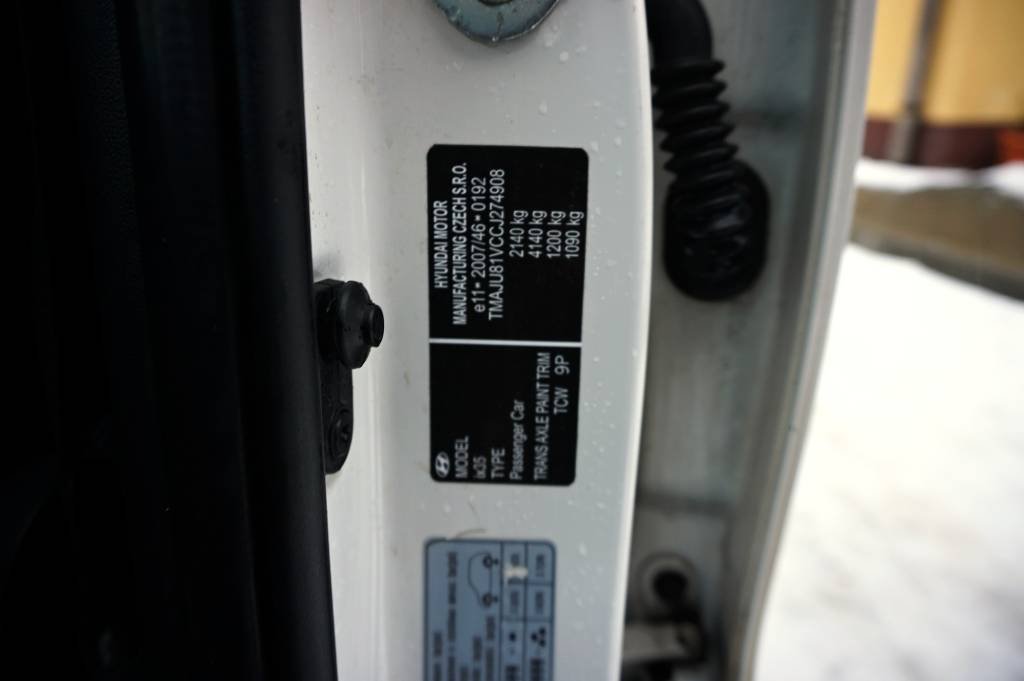 MODEL
ix35
TYPE
Passenger Car
TRANS AXLE PAINT TRIM
TCW 9P
HYUNDAI MOTOR
MANUFACTURING CZECH S.R.O.
e11*2007/46*0192
TMAJU81VCCJ274908
2140 kg
4140 kg
1200 kg
1090 kg